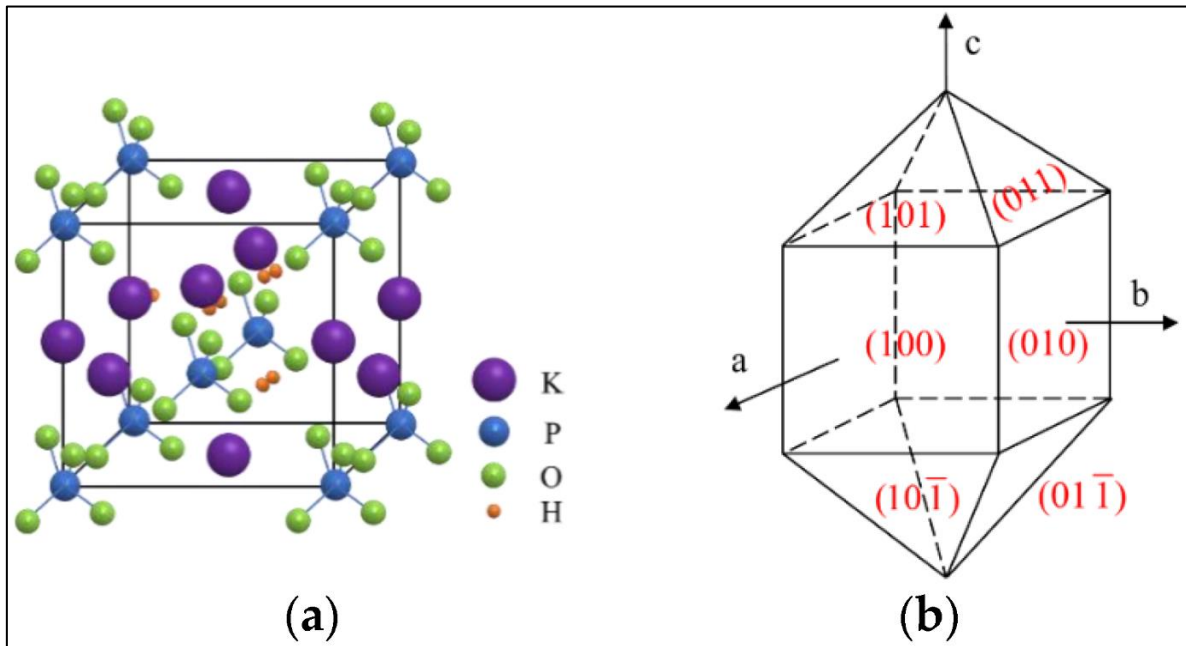 K
P
O
H
(a)
c
(011)
(101)
b
(100)
(010)
a
(101̅)
(011̅)
(b)